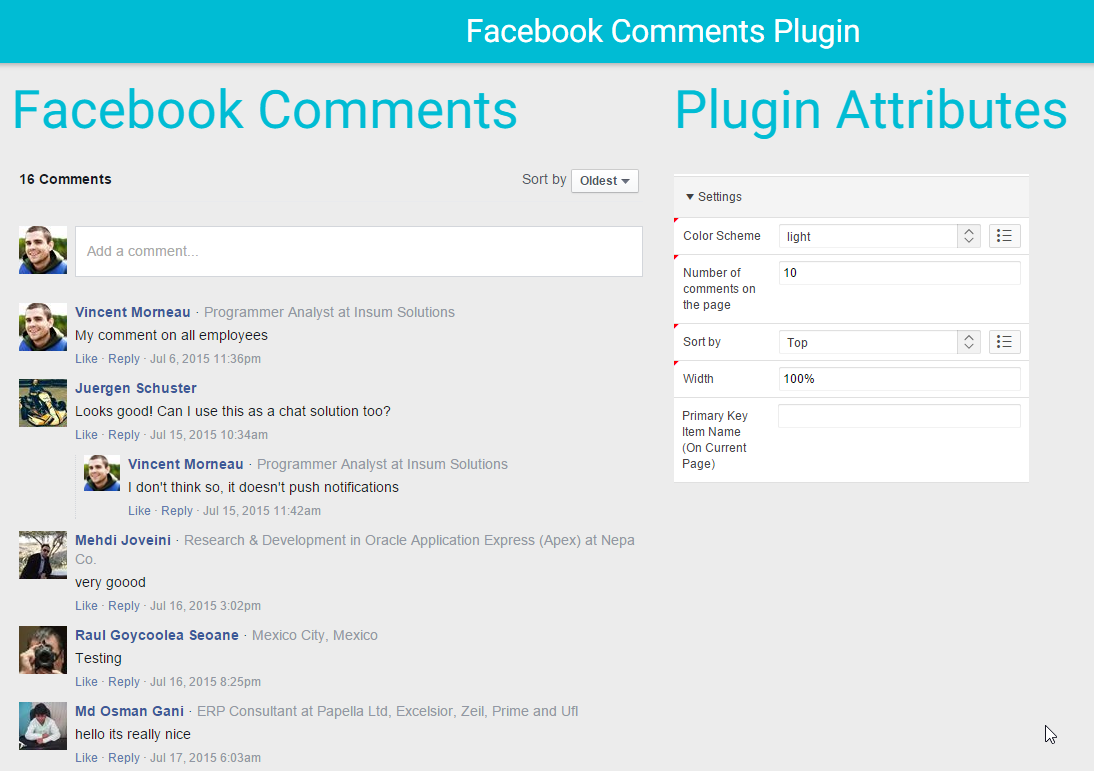 Facebook Comments Plugin
Facebook Comments
16 Comments
Sort by Oldest
Add a comment...
Vincent Morneau · Programmer Analyst at Insum Solutions
My comment on all employees
Like · Reply · Jul 6, 2015 11:36pm
Juergen Schuster
Looks good! Can I use this as a chat solution too?
Like · Reply · Jul 15, 2015 10:34am
Vincent Morneau · Programmer Analyst at Insum Solutions
I don't think so, it doesn't push notifications
Like · Reply · Jul 15, 2015 11:42am
Mehdi Joveini · Research & Development in Oracle Application Express (Apex) at Nepa
Co.
very goood
Like · Reply · Jul 16, 2015 3:02pm
Raul Goycoolea Seoane · Mexico City, Mexico
Testing
Like · Reply · Jul 16, 2015 8:25pm
Md Osman Gani · ERP Consultant at Papella Ltd, Excelsior, Zeil, Prime and Ufl
hello its really nice
Like · Reply · Jul 17, 2015 6:03am
Plugin Attributes
Settings
Color Scheme light
Number of
comments on
the page
10
Sort by Top
Width 100%
Primary Key
Item Name
(On Current
Page)